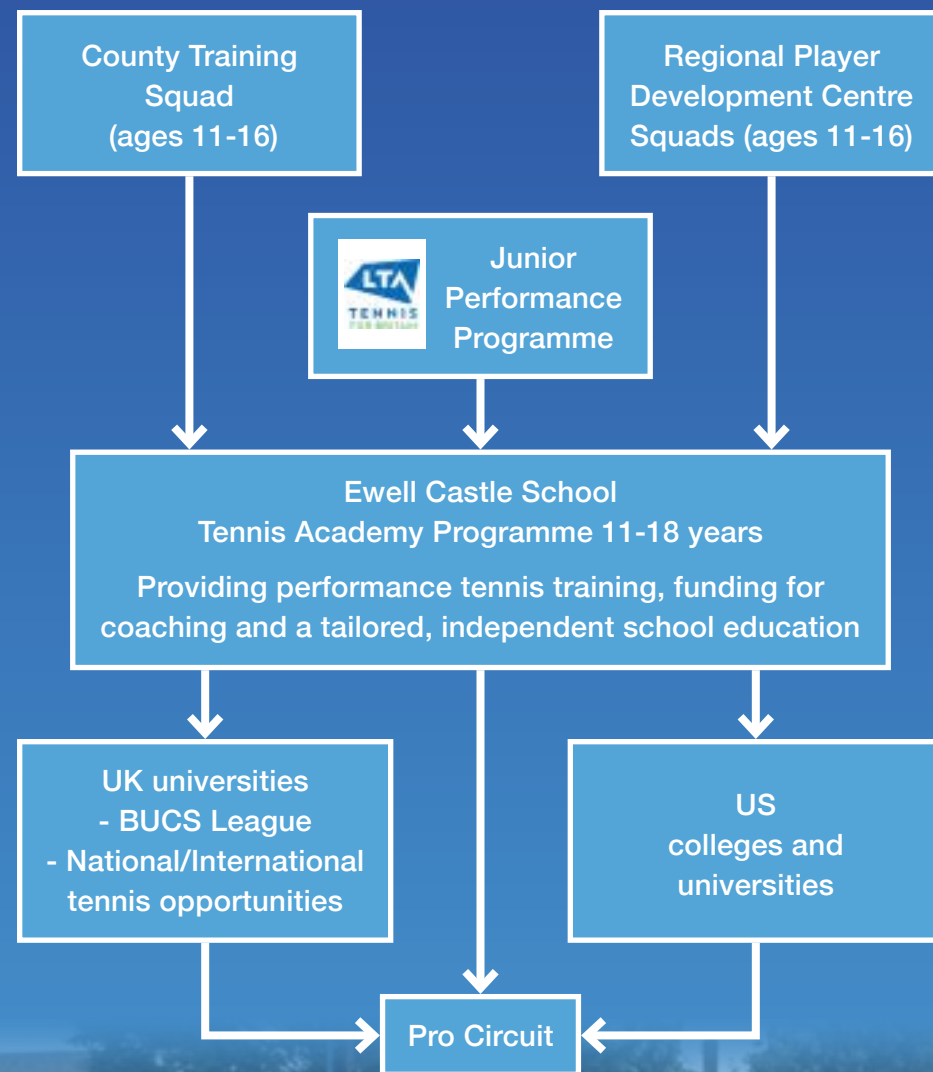 County Training
Squad
(ages 11-16)
Regional Player
Development Centre
Squads (ages 11-16)
LTA
TENNIS
FOR BRITAIN
Junior
Performance
Programme
Ewell Castle School
Tennis Academy Programme 11-18 years
Providing performance tennis training, funding for
coaching and a tailored, independent school education
UK universities
- BUCS League
- National/International
tennis opportunities
US
colleges and
universities
Pro Circuit